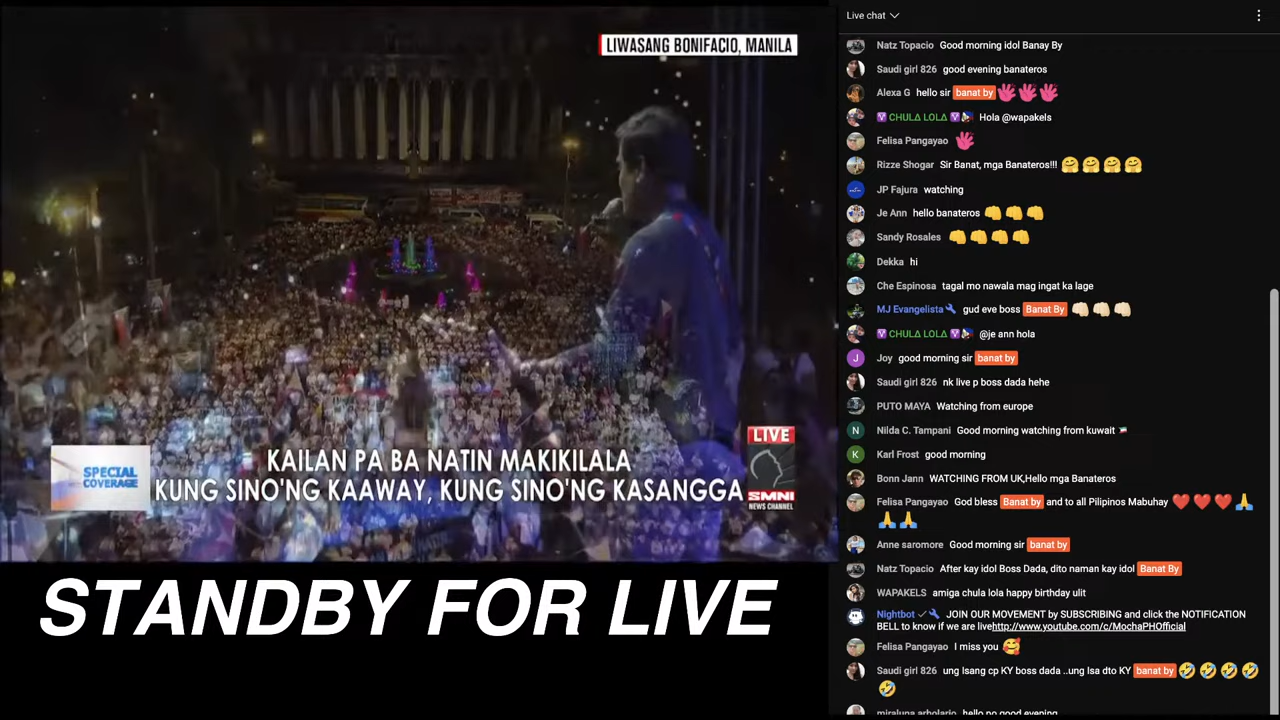 LIWASANG BONIFACIO, MANILA
LIVE
SPECIAL
COVERAGE
KAILAN PA BA NATIN MAKIKILALA
KUNG SINO'NG KAAWAY, KUNG SINO'NG KASANGGA
SMNI
NEWS CHANNEL
STANDBY FOR LIVE
Live chat
Natz Topacio Good morning idol Banay By
Saudi girl 826 good evening banateros
Alexa G hello sir banat by
CHULA LOLA Hola @wapakels
Felisa Pangayao
Rizze Shogar Sir Banat, mga Banateros!!! 🤗🤗🤗🤗
JP Fajura watching
Je Ann hello banateros 👊👊👊
Sandy Rosales 👊👊👊👊
Dekka hi
Che Espinosa tagal mo nawala mag ingat ka lage
MJ Evangelista🔧 gud eve boss Banat By 👊🏻👊🏻👊🏻
CHULA LOLA @je ann hola
J
Joy good morning sir banat by
Saudi girl 826 nk live p boss dada hehe
PUTO MAYA Watching from europe
N
Nilda C. Tampani Good morning watching from kuwait 🇰🇼
K
Karl Frost good morning
Bonn Jann WATCHING FROM UK,Hello mga Banateros
Felisa Pangayao God bless Banat by and to all Pilipinos Mabuhay ❤️❤️❤️🙏
🙏🙏
Anne saromore Good morning sir banat by
Natz Topacio After kay idol Boss Dada, dito naman kay idol Banat By
WAPAKELS amiga chula lola happy birthday ulit
Nightbot ✓🔧 JOIN OUR MOVEMENT by SUBSCRIBING and click the NOTIFICATION
BELL to know if we are livehttp://www.youtube.com/c/MochaPHOfficial
Felisa Pangayao I miss you 🥰
Saudi girl 826 ung Isang cp KY boss dada ..ung Isa dto KY banat by 🤣🤣🤣🤣
🤣
miraluna arbolario hello po good evening